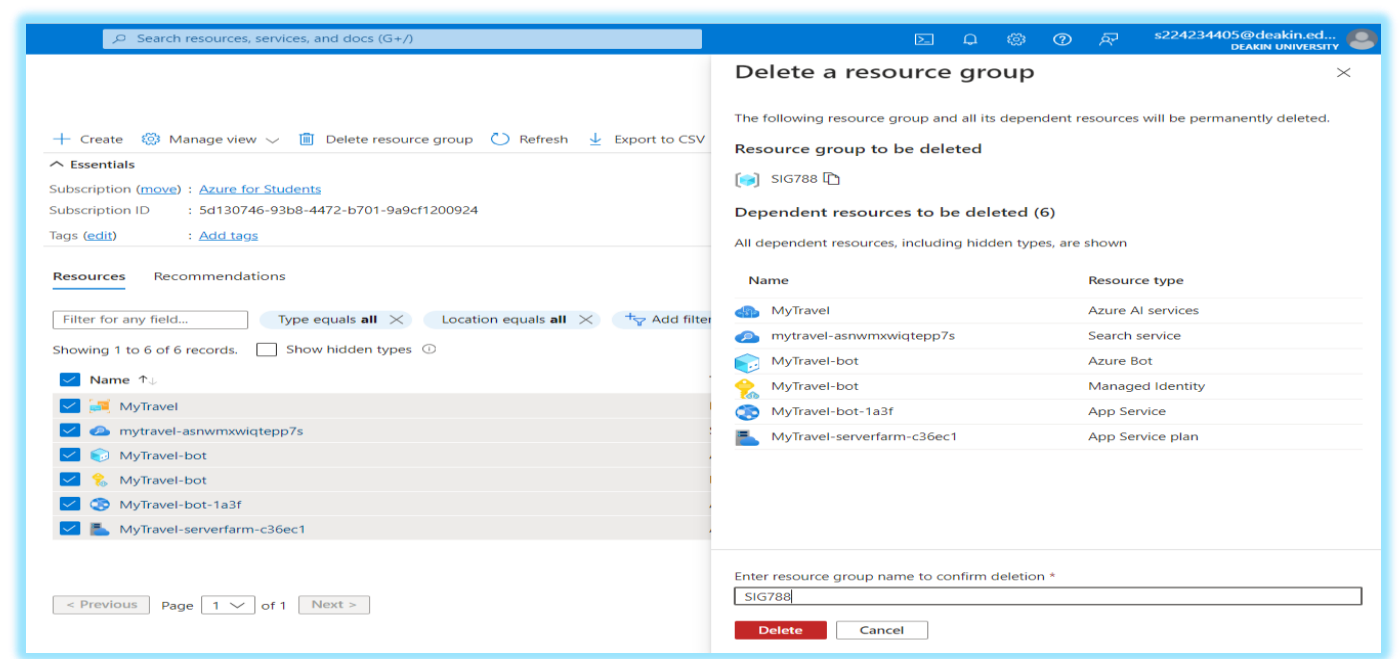 Search resources, services, and docs (G+/)
s224234405@deakin.ed...
DEAKIN UNIVERSITY
Create Manage view Delete resource group Refresh Export to CSV
Essentials
Subscription (move) : Azure for Students
Subscription ID : 5d130746-93b8-4472-b701-9a9cf1200924
Tags (edit) : Add tags
Resources Recommendations
Filter for any field... Type equals all Location equals all Add filter
Showing 1 to 6 of 6 records. Show hidden types
Name
MyTravel
mytravel-asnwmxwiqtepp7s
MyTravel-bot
MyTravel-bot
MyTravel-bot-1a3f
MyTravel-serverfarm-c36ec1
< Previous Page 1 of 1 Next >
Delete a resource group
The following resource group and all its dependent resources will be permanently deleted.
Resource group to be deleted
SIG788
Dependent resources to be deleted (6)
All dependent resources, including hidden types, are shown
Name Resource type
MyTravel Azure AI services
mytravel-asnwmxwiqtepp7s Search service
MyTravel-bot Azure Bot
MyTravel-bot Managed Identity
MyTravel-bot-1a3f App Service
MyTravel-serverfarm-c36ec1 App Service plan
Enter resource group name to confirm deletion *
SIG788
Delete Cancel